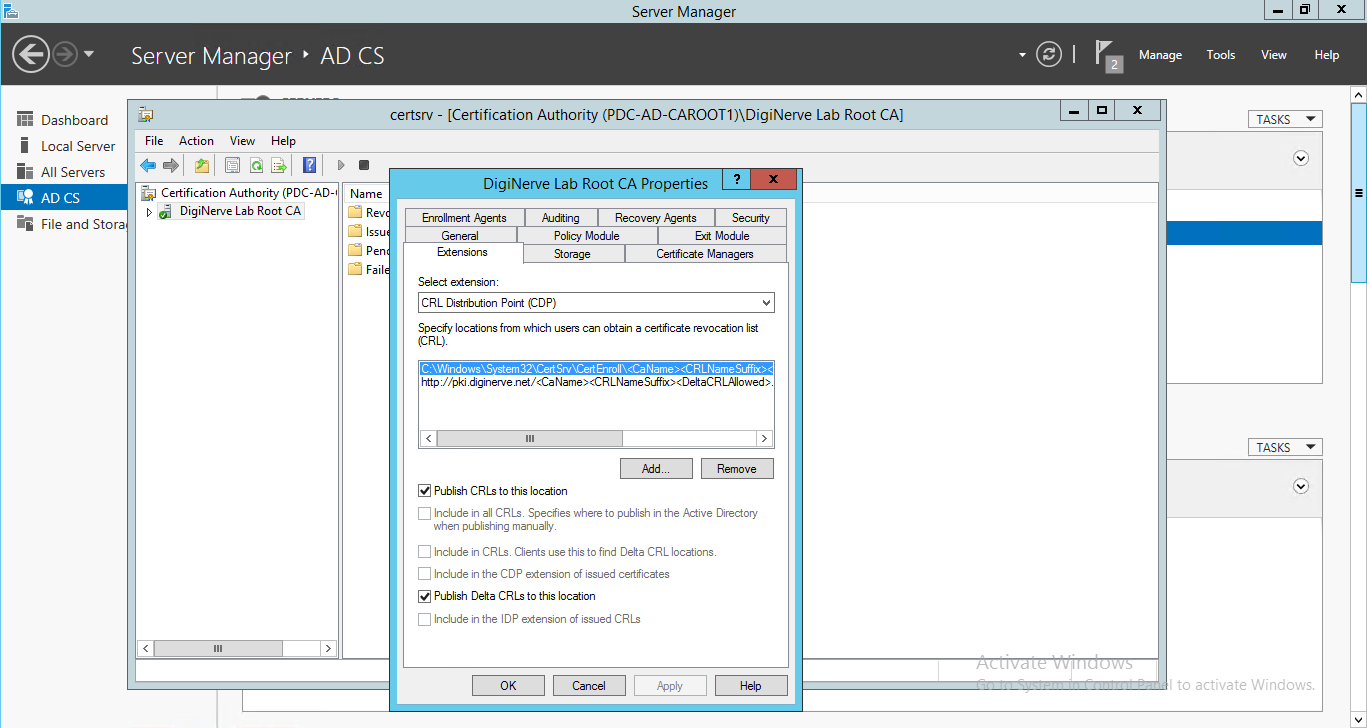 Server Manager
Server Manager ‣ AD CS
2
Manage Tools View Help
Dashboard
Local Server
All Servers
AD CS
File and Stora
TASKS
TASKS
certsrv - [Certification Authority (PDC-AD-CAROOT1)\DigiNerve Lab Root CA]
File Action View Help
Certification Authority (PDC-AD-
DigiNerve Lab Root CA
Name
Revo
Issue
Pend
Faile
DigiNerve Lab Root CA Properties
Enrollment Agents Auditing Recovery Agents Security
General Policy Module Exit Module
Extensions Storage Certificate Managers
Select extension:
CRL Distribution Point (CDP)
Specify locations from which users can obtain a certificate revocation list
(CRL).
C:\Windows\System32\CertSrv\CertEnroll\<CaName><CRLNameSuffix><
http://pki.diginerve.net/<CaName><CRLNameSuffix><DeltaCRLAllowed>.
Add... Remove
Publish CRLs to this location
Include in all CRLs. Specifies where to publish in the Active Directory
when publishing manually.
Include in CRLs. Clients use this to find Delta CRL locations.
Include in the CDP extension of issued certificates
Publish Delta CRLs to this location
Include in the IDP extension of issued CRLs
OK Cancel Apply Help
Activate Windows
Go to System in Control Panel to activate Windows.